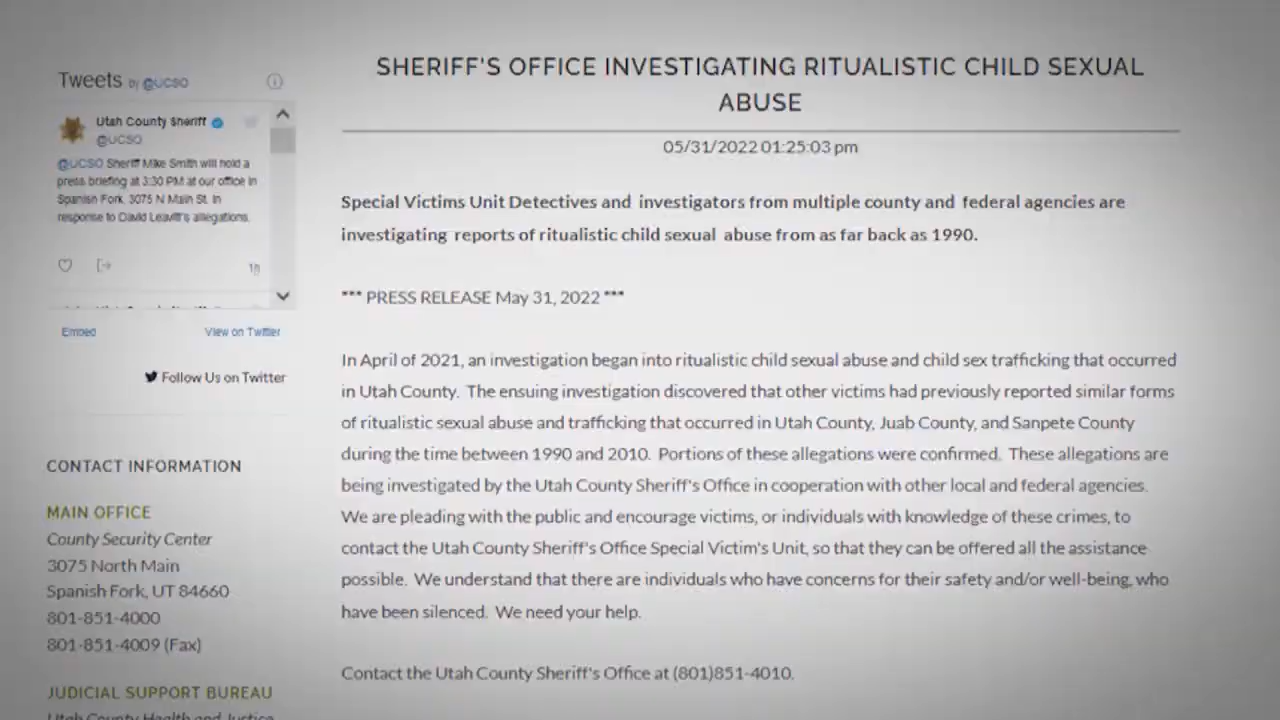 SHERIFF'S OFFICE INVESTIGATING RITUALISTIC CHILD SEXUAL
ABUSE
05/31/2022 01:25:03 pm
Special Victims Unit Detectives and investigators from multiple county and federal agencies are
investigating reports of ritualistic child sexual abuse from as far back as 1990.
*** PRESS RELEASE May 31, 2022 ***
In April of 2021, an investigation began into ritualistic child sexual abuse and child sex trafficking that occurred
in Utah County. The ensuing investigation discovered that other victims had previously reported similar forms
of ritualistic sexual abuse and trafficking that occurred in Utah County, Juab County, and Sanpete County
during the time between 1990 and 2010. Portions of these allegations were confirmed. These allegations are
being investigated by the Utah County Sheriff's Office in cooperation with other local and federal agencies.
We are pleading with the public and encourage victims, or individuals with knowledge of these crimes, to
contact the Utah County Sheriff's Office Special Victim's Unit, so that they can be offered all the assistance
possible. We understand that there are individuals who have concerns for their safety and/or well-being, who
have been silenced. We need your help.
Contact the Utah County Sheriff's Office at (801)851-4010.
Tweets by @UCSO
Utah County Sheriff
@UCSO
@UCSO Sheriff Mike Smith will hold a
press briefing at 3:30 PM at our office in
Spanish Fork. 3075 N Main St. In
response to David Leavitt's allegations.
1h
Embed View on Twitter
Follow Us on Twitter
CONTACT INFORMATION
MAIN OFFICE
County Security Center
3075 North Main
Spanish Fork, UT 84660
801-851-4000
801-851-4009 (Fax)
JUDICIAL SUPPORT BUREAU
Utah County Health and Justice